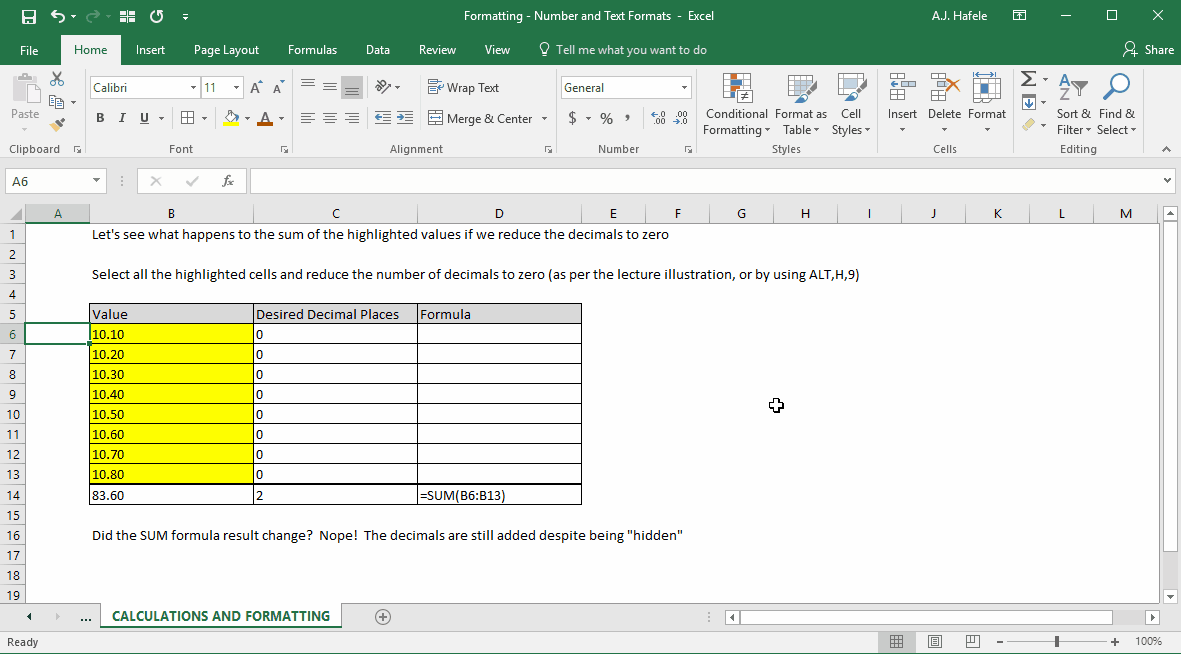 Formatting - Number and Text Formats - Excel
A.J. Hafele
File Home Insert Page Layout Formulas Data Review View Tell me what you want to do Share
Paste
Calibri 11
B I U A
Wrap Text
Merge & Center
General
$ % ,
Conditional Formatting
Format as Table
Cell Styles
Insert Delete Format
Sort & Filter
Find & Select
Clipboard Font Alignment Number Styles Cells Editing
A6 fx
A B C D E F G H I J K L M
1 Let's see what happens to the sum of the highlighted values if we reduce the decimals to zero
2
3 Select all the highlighted cells and reduce the number of decimals to zero (as per the lecture illustration, or by using ALT,H,9)
4
5 Value Desired Decimal Places Formula
6 10.10 0
7 10.20 0
8 10.30 0
9 10.40 0
10 10.50 0
11 10.60 0
12 10.70 0
13 10.80 0
14 83.60 2 =SUM(B6:B13)
15
16 Did the SUM formula result change? Nope! The decimals are still added despite being "hidden"
17
18
19
... CALCULATIONS AND FORMATTING
Ready 100%